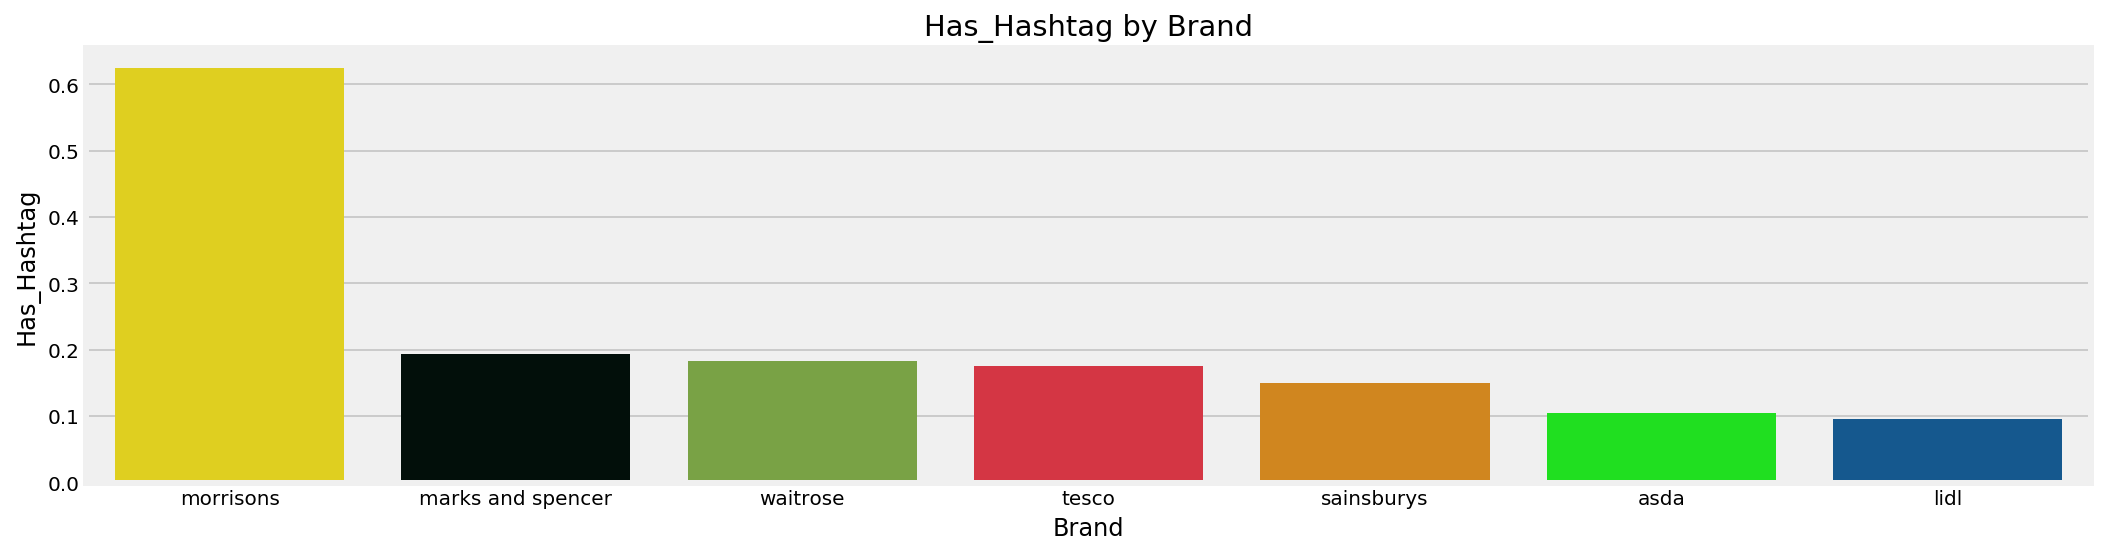 Has_Hashtag by Brand
Has_Hashtag
0.6
0.5
0.4
0.3
0.2
0.1
0.0
morrisons marks and spencer waitrose tesco sainsburys asda lidl
Brand